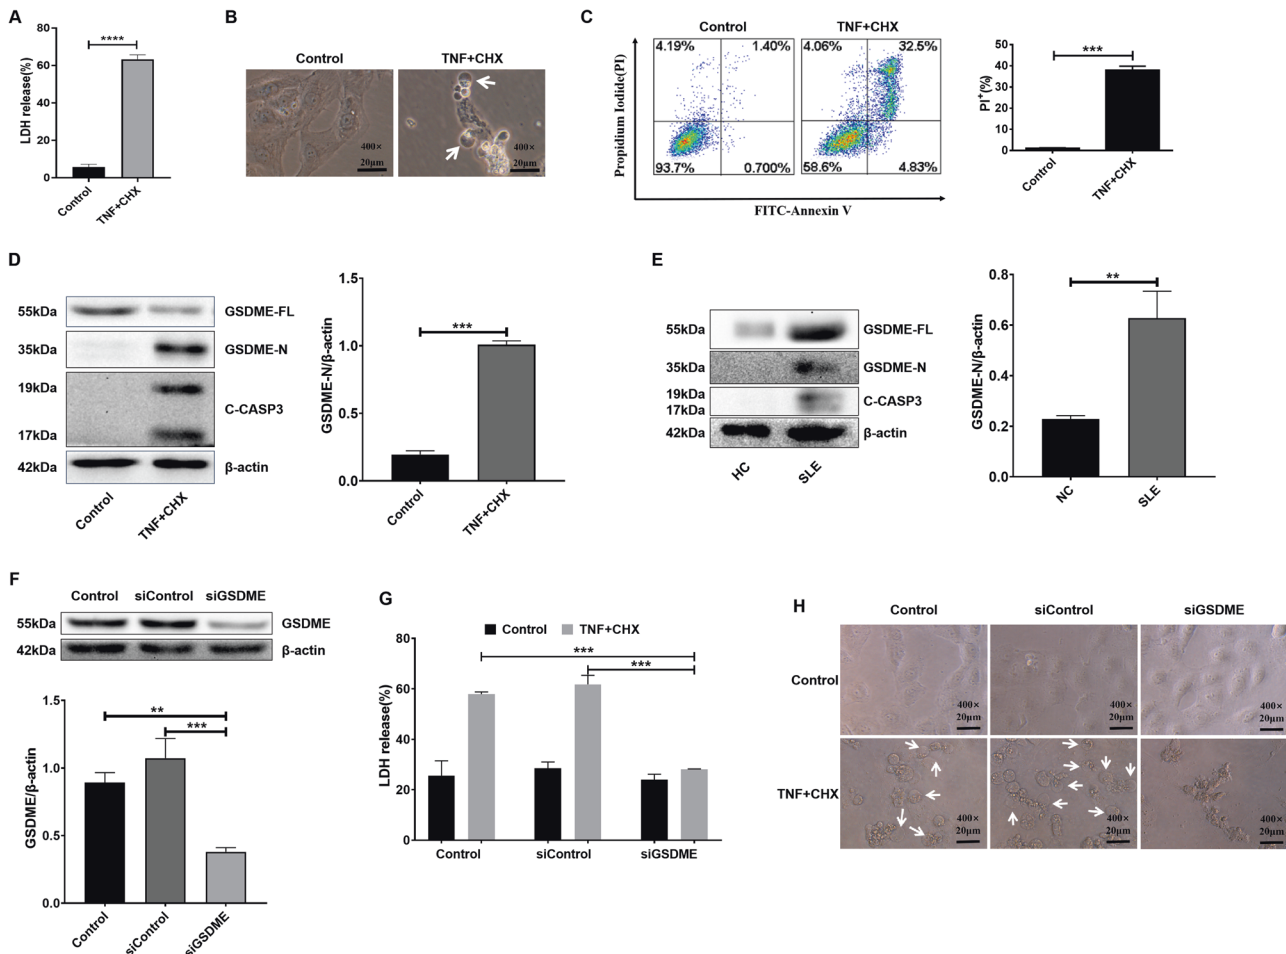 A
LDH release(%)
80
60
40
20
0
****
Control
TNF+CHX
B
Control
TNF+CHX
400×
20μm
400×
20μm
C
Control
TNF+CHX
Propidium Iodide(PI)
4.19%
1.40%
93.7%
0.700%
4.06%
32.5%
58.6%
4.83%
FITC-Annexin V
PI+(%)
50
40
30
20
10
0
***
Control
TNF+CHX
D
55kDa
GSDME-FL
35kDa
GSDME-N
19kDa
C-CASP3
17kDa
42kDa
β-actin
Control
TNF+CHX
GSDME-N/β-actin
1.5
1.0
0.5
0.0
***
Control
TNF+CHX
E
55kDa
GSDME-FL
35kDa
GSDME-N
19kDa
17kDa
C-CASP3
42kDa
β-actin
HC
SLE
GSDME-N/β-actin
0.8
0.6
0.4
0.2
0.0
**
NC
SLE
F
Control siControl siGSDME
55kDa
GSDME
42kDa
β-actin
GSDME/β-actin
1.5
1.0
0.5
0.0
**
***
Control
siControl
siGSDME
G
Control TNF+CHX
LDH release(%)
80
60
40
20
0
***
***
Control
siControl
siGSDME
H
Control
siControl
siGSDME
Control
400×
20μm
400×
20μm
400×
20μm
TNF+CHX
400×
20μm
400×
20μm
400×
20μm